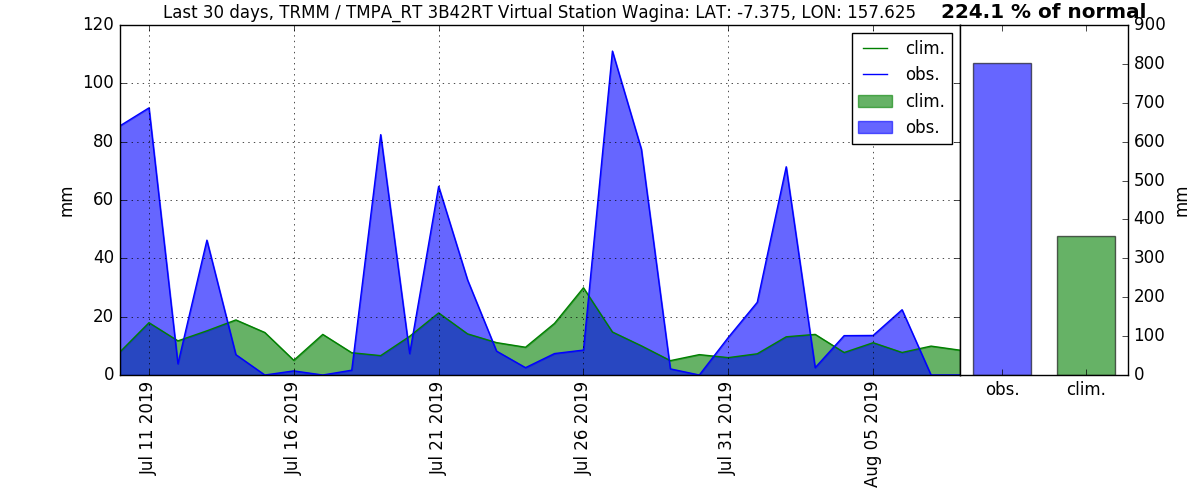 Last 30 days, TRMM / TMPA_RT 3B42RT Virtual Station Wagina: LAT: -7.375, LON: 157.625
224.1 % of normal
120
100
80
60
40
20
0
mm
clim.
obs.
clim.
obs.
900
800
700
600
500
400
300
200
100
0
mm
Jul 11 2019
Jul 16 2019
Jul 21 2019
Jul 26 2019
Jul 31 2019
Aug 05 2019
obs.
clim.